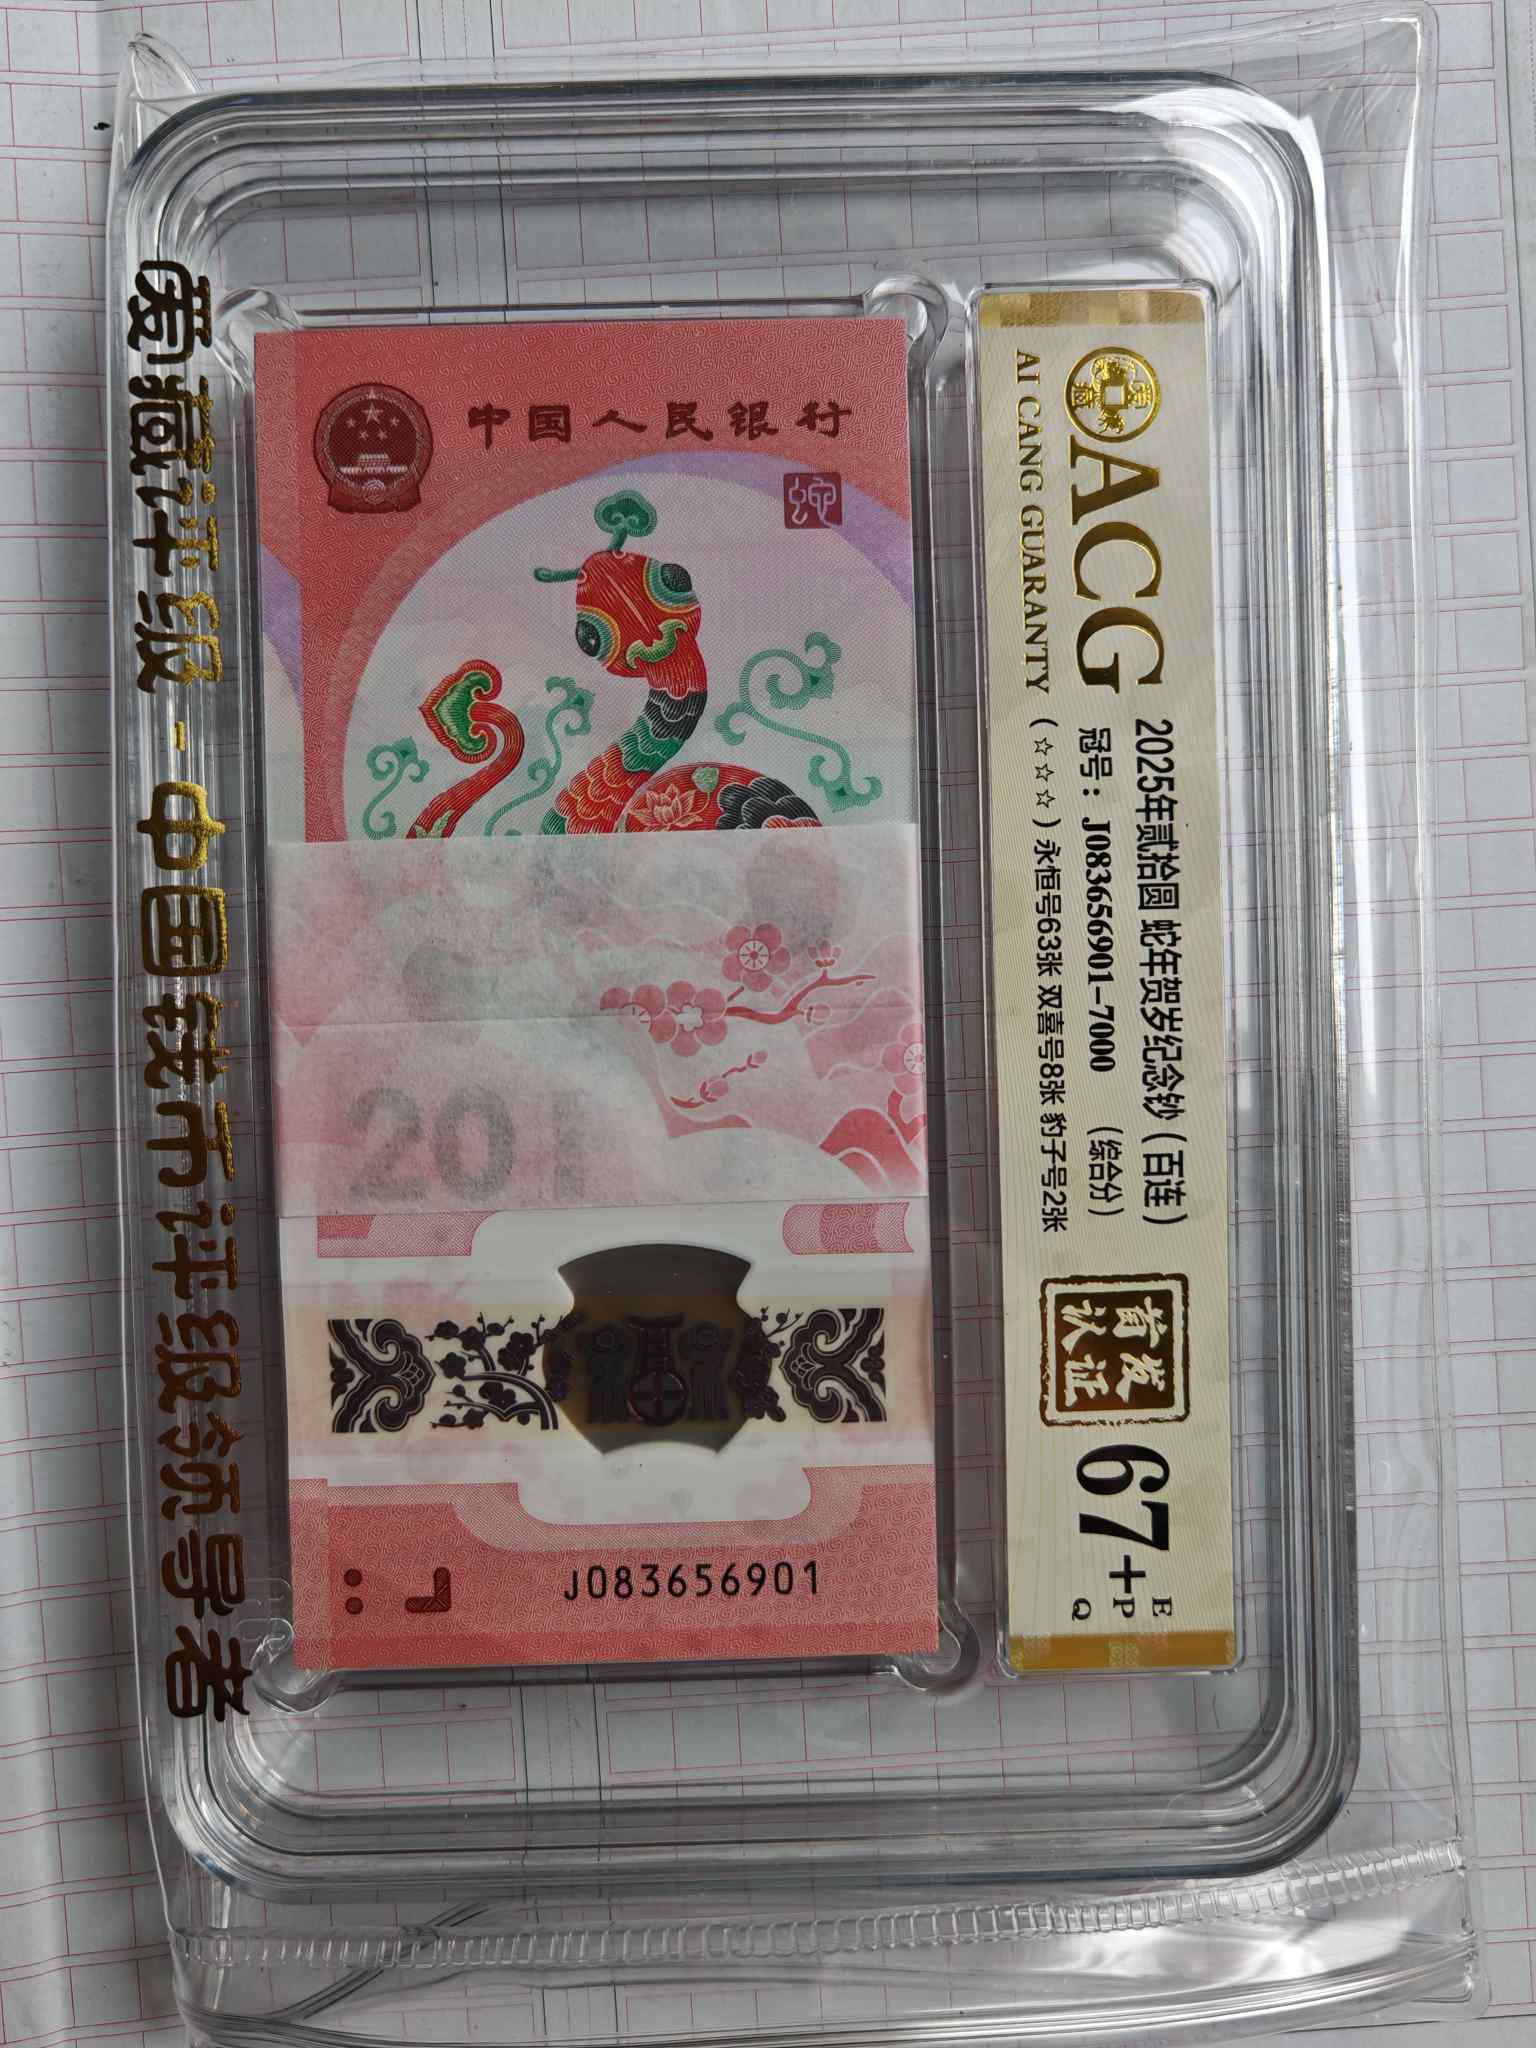 ACG
AI CANG GUARANTY
2025年贰拾圆 蛇年贺岁纪念钞(百连)
冠号:J083656901-7000 (综合分)
(☆☆☆)永恒号63张 双喜号8张 豹子号2张
首发
认证
67+
E
P
Q
中国人民银行
蛇
20
J083656901
爱藏评级-中国钱币评级领导者